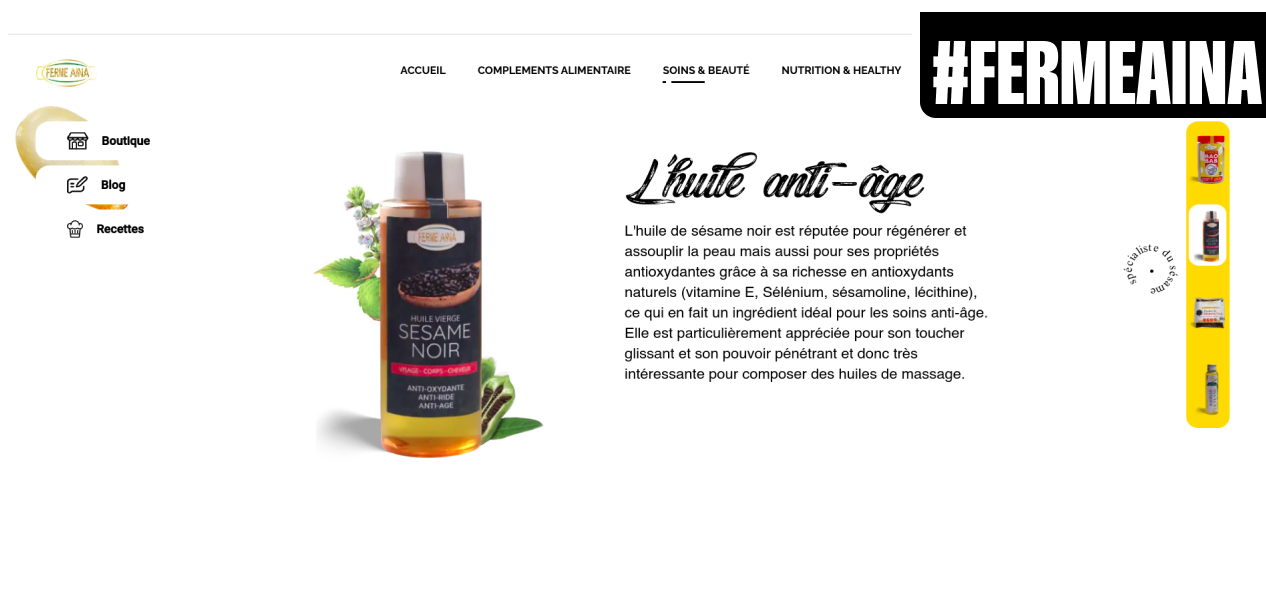 #FERMEAINA
FERME AINA
ACCUEIL
COMPLEMENTS ALIMENTAIRE
SOINS & BEAUTÉ
NUTRITION & HEALTHY
Boutique
Blog
Recettes
L'huile anti-âge
L'huile de sésame noir est réputée pour régénérer et
assouplir la peau mais aussi pour ses propriétés
antioxydantes grâce à sa richesse en antioxydants
naturels (vitamine E, Sélénium, sésamoline, lécithine),
ce qui en fait un ingrédient idéal pour les soins anti-âge.
Elle est particulièrement appréciée pour son toucher
glissant et son pouvoir pénétrant et donc très
intéressante pour composer des huiles de massage.
FERME AINA
HUILE VIERGE
SESAME
NOIR
VISAGE - CORPS - CHEVEUX
ANTI-OXYDANTE
ANTI-RIDE
ANTI-AGE
spécialiste du sésame
BAO
BAB